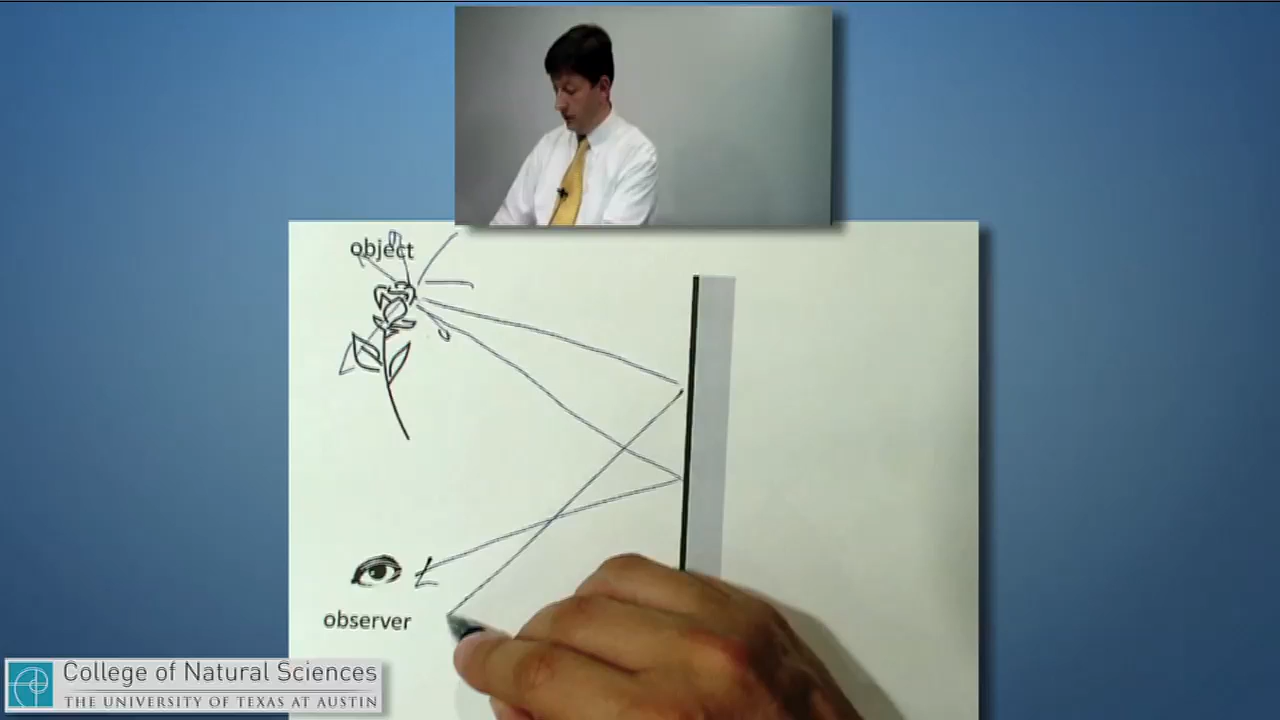 object
observer
College of Natural Sciences
THE UNIVERSITY OF TEXAS AT AUSTIN